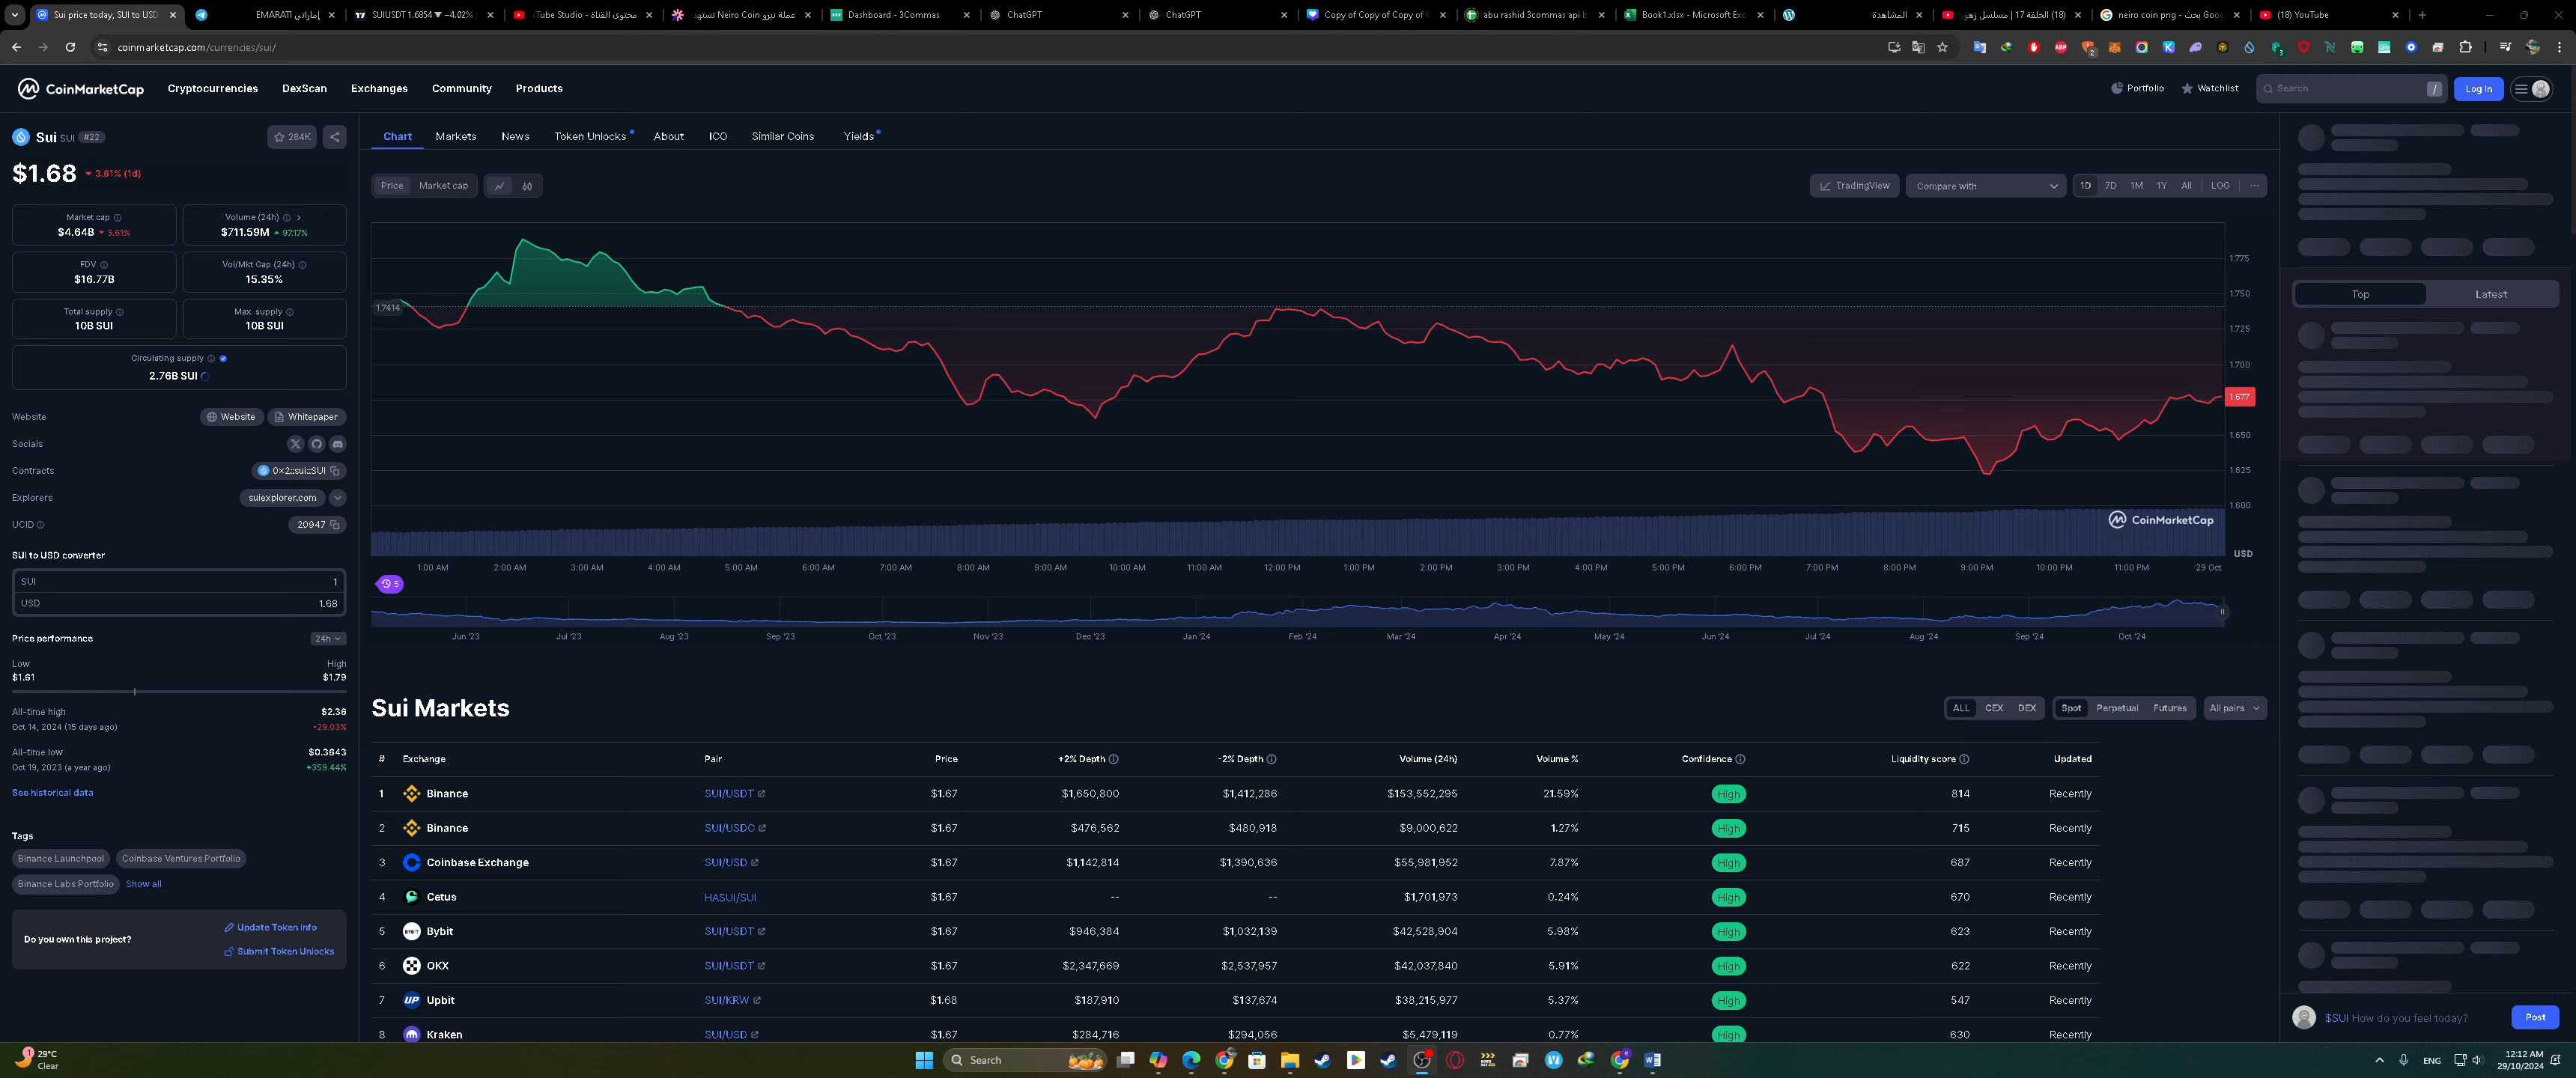 Sui price today, SUI to USD
EMARATI إماراتي
SUIUSDT 1.6854 ▼ −4.02%
Tube Studio - محتوى القناة
عملة نيرو Neiro Coin تستهد
Dashboard - 3Commas
ChatGPT
ChatGPT
Copy of Copy of Copy of C
abu rashid 3commas api b
Book1.xlsx - Microsoft Exc
المشاهدة
(18) الحلقة 17 | مسلسل زهور
neiro coin png - بحث Goog
(18) YouTube
coinmarketcap.com/currencies/sui/
CoinMarketCap
Cryptocurrencies DexScan Exchanges Community Products
Portfolio Watchlist Search / Log In
Sui SUI #22 284K
$1.68 3.61% (1d)
Market cap
$4.64B 3.61%
Volume (24h)
$711.59M 97.17%
FDV
$16.77B
Vol/Mkt Cap (24h)
15.35%
Total supply
10B SUI
Max. supply
10B SUI
Circulating supply
2.76B SUI
Website Website Whitepaper
Socials
Contracts 0x2::sui::SUI
Explorers suiexplorer.com
UCID 20947
SUI to USD converter
SUI 1
USD 1.68
Price performance 24h
Low High
$1.61 $1.79
All-time high $2.36
Oct 14, 2024 (15 days ago) -29.03%
All-time low $0.3643
Oct 19, 2023 (a year ago) +359.44%
See historical data
Tags
Binance Launchpool Coinbase Ventures Portfolio
Binance Labs Portfolio Show all
Do you own this project?
Update Token Info
Submit Token Unlocks
Chart Markets News Token Unlocks About ICO Similar Coins Yields
Price Market cap
TradingView Compare with 1D 7D 1M 1Y All LOG ...
1.7414
1.775
1.750
1.725
1.700
1.677
1.650
1.625
1.600
CoinMarketCap
USD
1:00 AM 2:00 AM 3:00 AM 4:00 AM 5:00 AM 6:00 AM 7:00 AM 8:00 AM 9:00 AM 10:00 AM 11:00 AM 12:00 PM 1:00 PM 2:00 PM 3:00 PM 4:00 PM 5:00 PM 6:00 PM 7:00 PM 8:00 PM 9:00 PM 10:00 PM 11:00 PM 29 Oct
5
Jun '23 Jul '23 Aug '23 Sep '23 Oct '23 Nov '23 Dec '23 Jan '24 Feb '24 Mar '24 Apr '24 May '24 Jun '24 Jul '24 Aug '24 Sep '24 Oct '24
Sui Markets
ALL CEX DEX Spot Perpetual Futures All pairs
# Exchange Pair Price +2% Depth -2% Depth Volume (24h) Volume % Confidence Liquidity score Updated
1 Binance SUI/USDT $1.67 $1,650,800 $1,412,286 $153,552,295 21.59% High 814 Recently
2 Binance SUI/USDC $1.67 $476,562 $480,918 $9,000,622 1.27% High 715 Recently
3 Coinbase Exchange SUI/USD $1.67 $1,142,814 $1,390,636 $55,981,952 7.87% High 687 Recently
4 Cetus HASUI/SUI $1.67 -- -- $1,701,973 0.24% High 670 Recently
5 Bybit SUI/USDT $1.67 $946,384 $1,032,139 $42,528,904 5.98% High 623 Recently
6 OKX SUI/USDT $1.67 $2,347,669 $2,537,957 $42,037,840 5.91% High 622 Recently
7 Upbit SUI/KRW $1.68 $187,910 $137,674 $38,215,977 5.37% High 547 Recently
8 Kraken SUI/USD $1.67 $284,716 $294,056 $5,479,119 0.77% High 630 Recently
Top Latest
$SUI How do you feel today? Post
29°C
Clear
Search
ENG
12:12 AM
29/10/2024